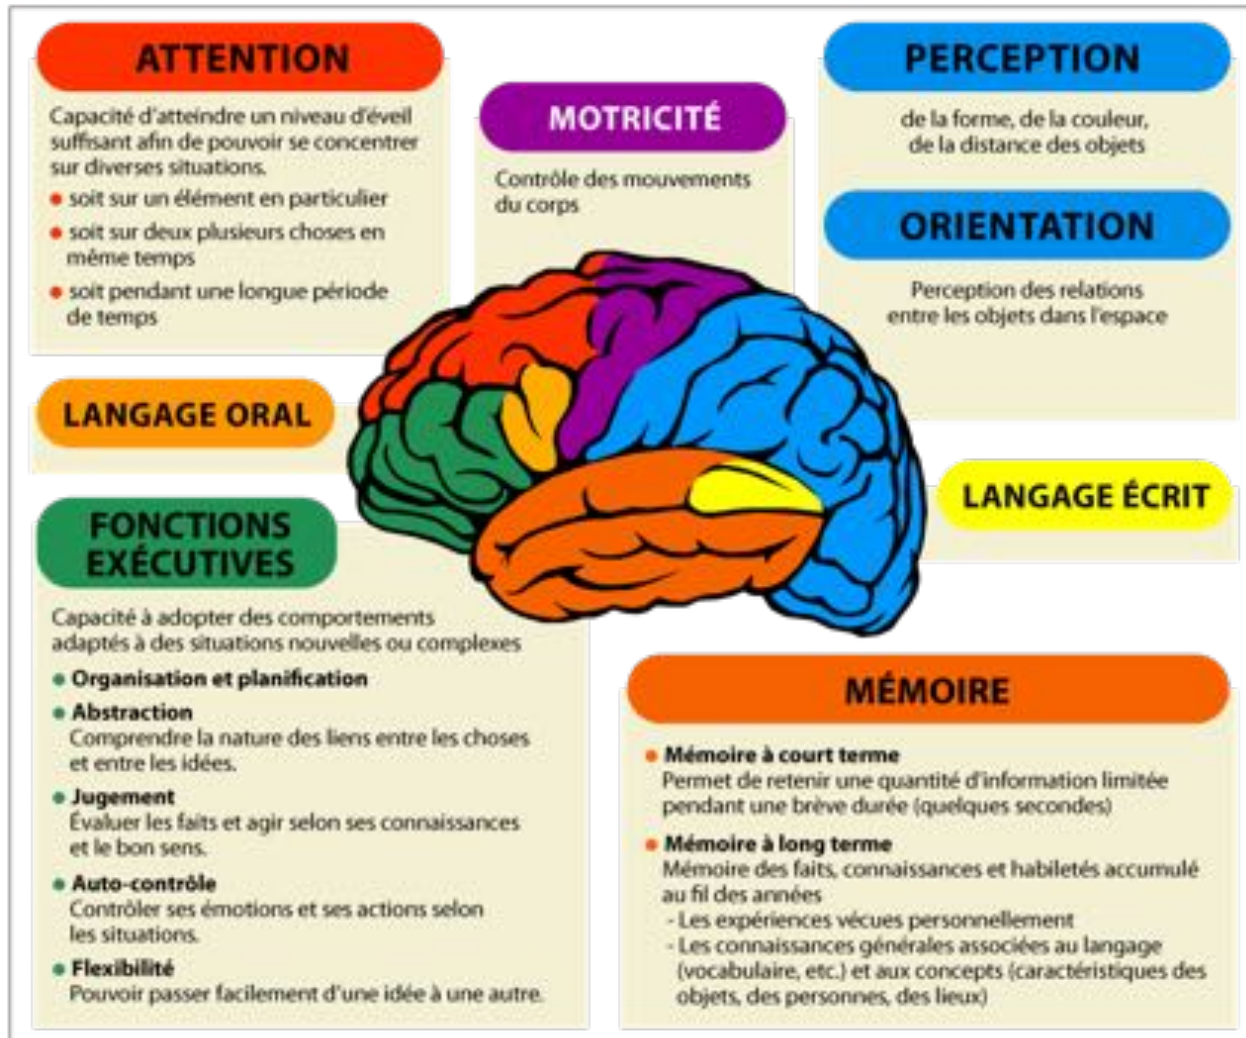 ATTENTION
Capacité d'atteindre un niveau d'éveil
suffisant afin de pouvoir se concentrer
sur diverses situations.
• soit sur un élément en particulier
• soit sur deux plusieurs choses en
même temps
• soit pendant une longue période
de temps
MOTRICITÉ
Contrôle des mouvements
du corps
PERCEPTION
de la forme, de la couleur,
de la distance des objets
ORIENTATION
Perception des relations
entre les objets dans l'espace
LANGAGE ORAL
LANGAGE ÉCRIT
FONCTIONS
EXÉCUTIVES
Capacité à adopter des comportements
adaptés à des situations nouvelles ou complexes
• Organisation et planification
• Abstraction
Comprendre la nature des liens entre les choses
et entre les idées.
• Jugement
Évaluer les faits et agir selon ses connaissances
et le bon sens.
• Auto-contrôle
Contrôler ses émotions et ses actions selon
les situations.
• Flexibilité
Pouvoir passer facilement d'une idée à une autre.
MÉMOIRE
• Mémoire à court terme
Permet de retenir une quantité d'information limitée
pendant une brève durée (quelques secondes)
• Mémoire à long terme
Mémoire des faits, connaissances et habiletés accumulé
au fil des années
- Les expériences vécues personnellement
- Les connaissances générales associées au langage
(vocabulaire, etc.) et aux concepts (caractéristiques des
objets, des personnes, des lieux)